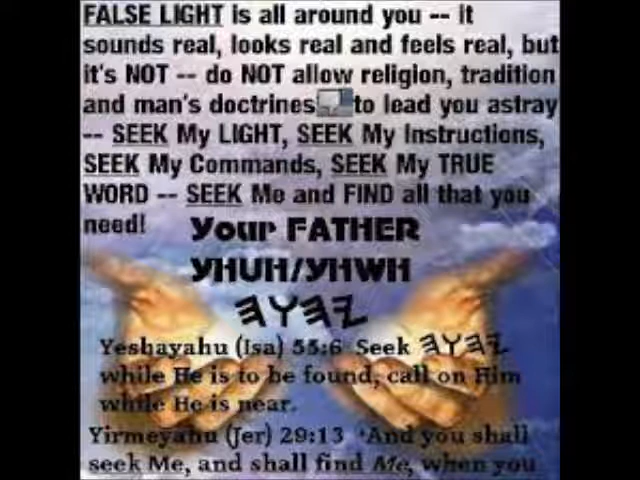 FALSE LIGHT is all around you -- it
sounds real, looks real and feels real, but
it's NOT -- do NOT allow religion, tradition
and man's doctrines to lead you astray
-- SEEK My LIGHT, SEEK My Instructions,
SEEK My Commands, SEEK My TRUE
WORD -- SEEK Me and FIND all that you
need!
Your FATHER
YHUH/YHWH
𐤉𐤄𐤅𐤄
Yeshayahu (Isa) 55:6 Seek 𐤉𐤄𐤅𐤄
while He is to be found, call on Him
while He is near.
Yirmeyahu (Jer) 29:13 ‘And you shall
seek Me, and shall find Me, when you